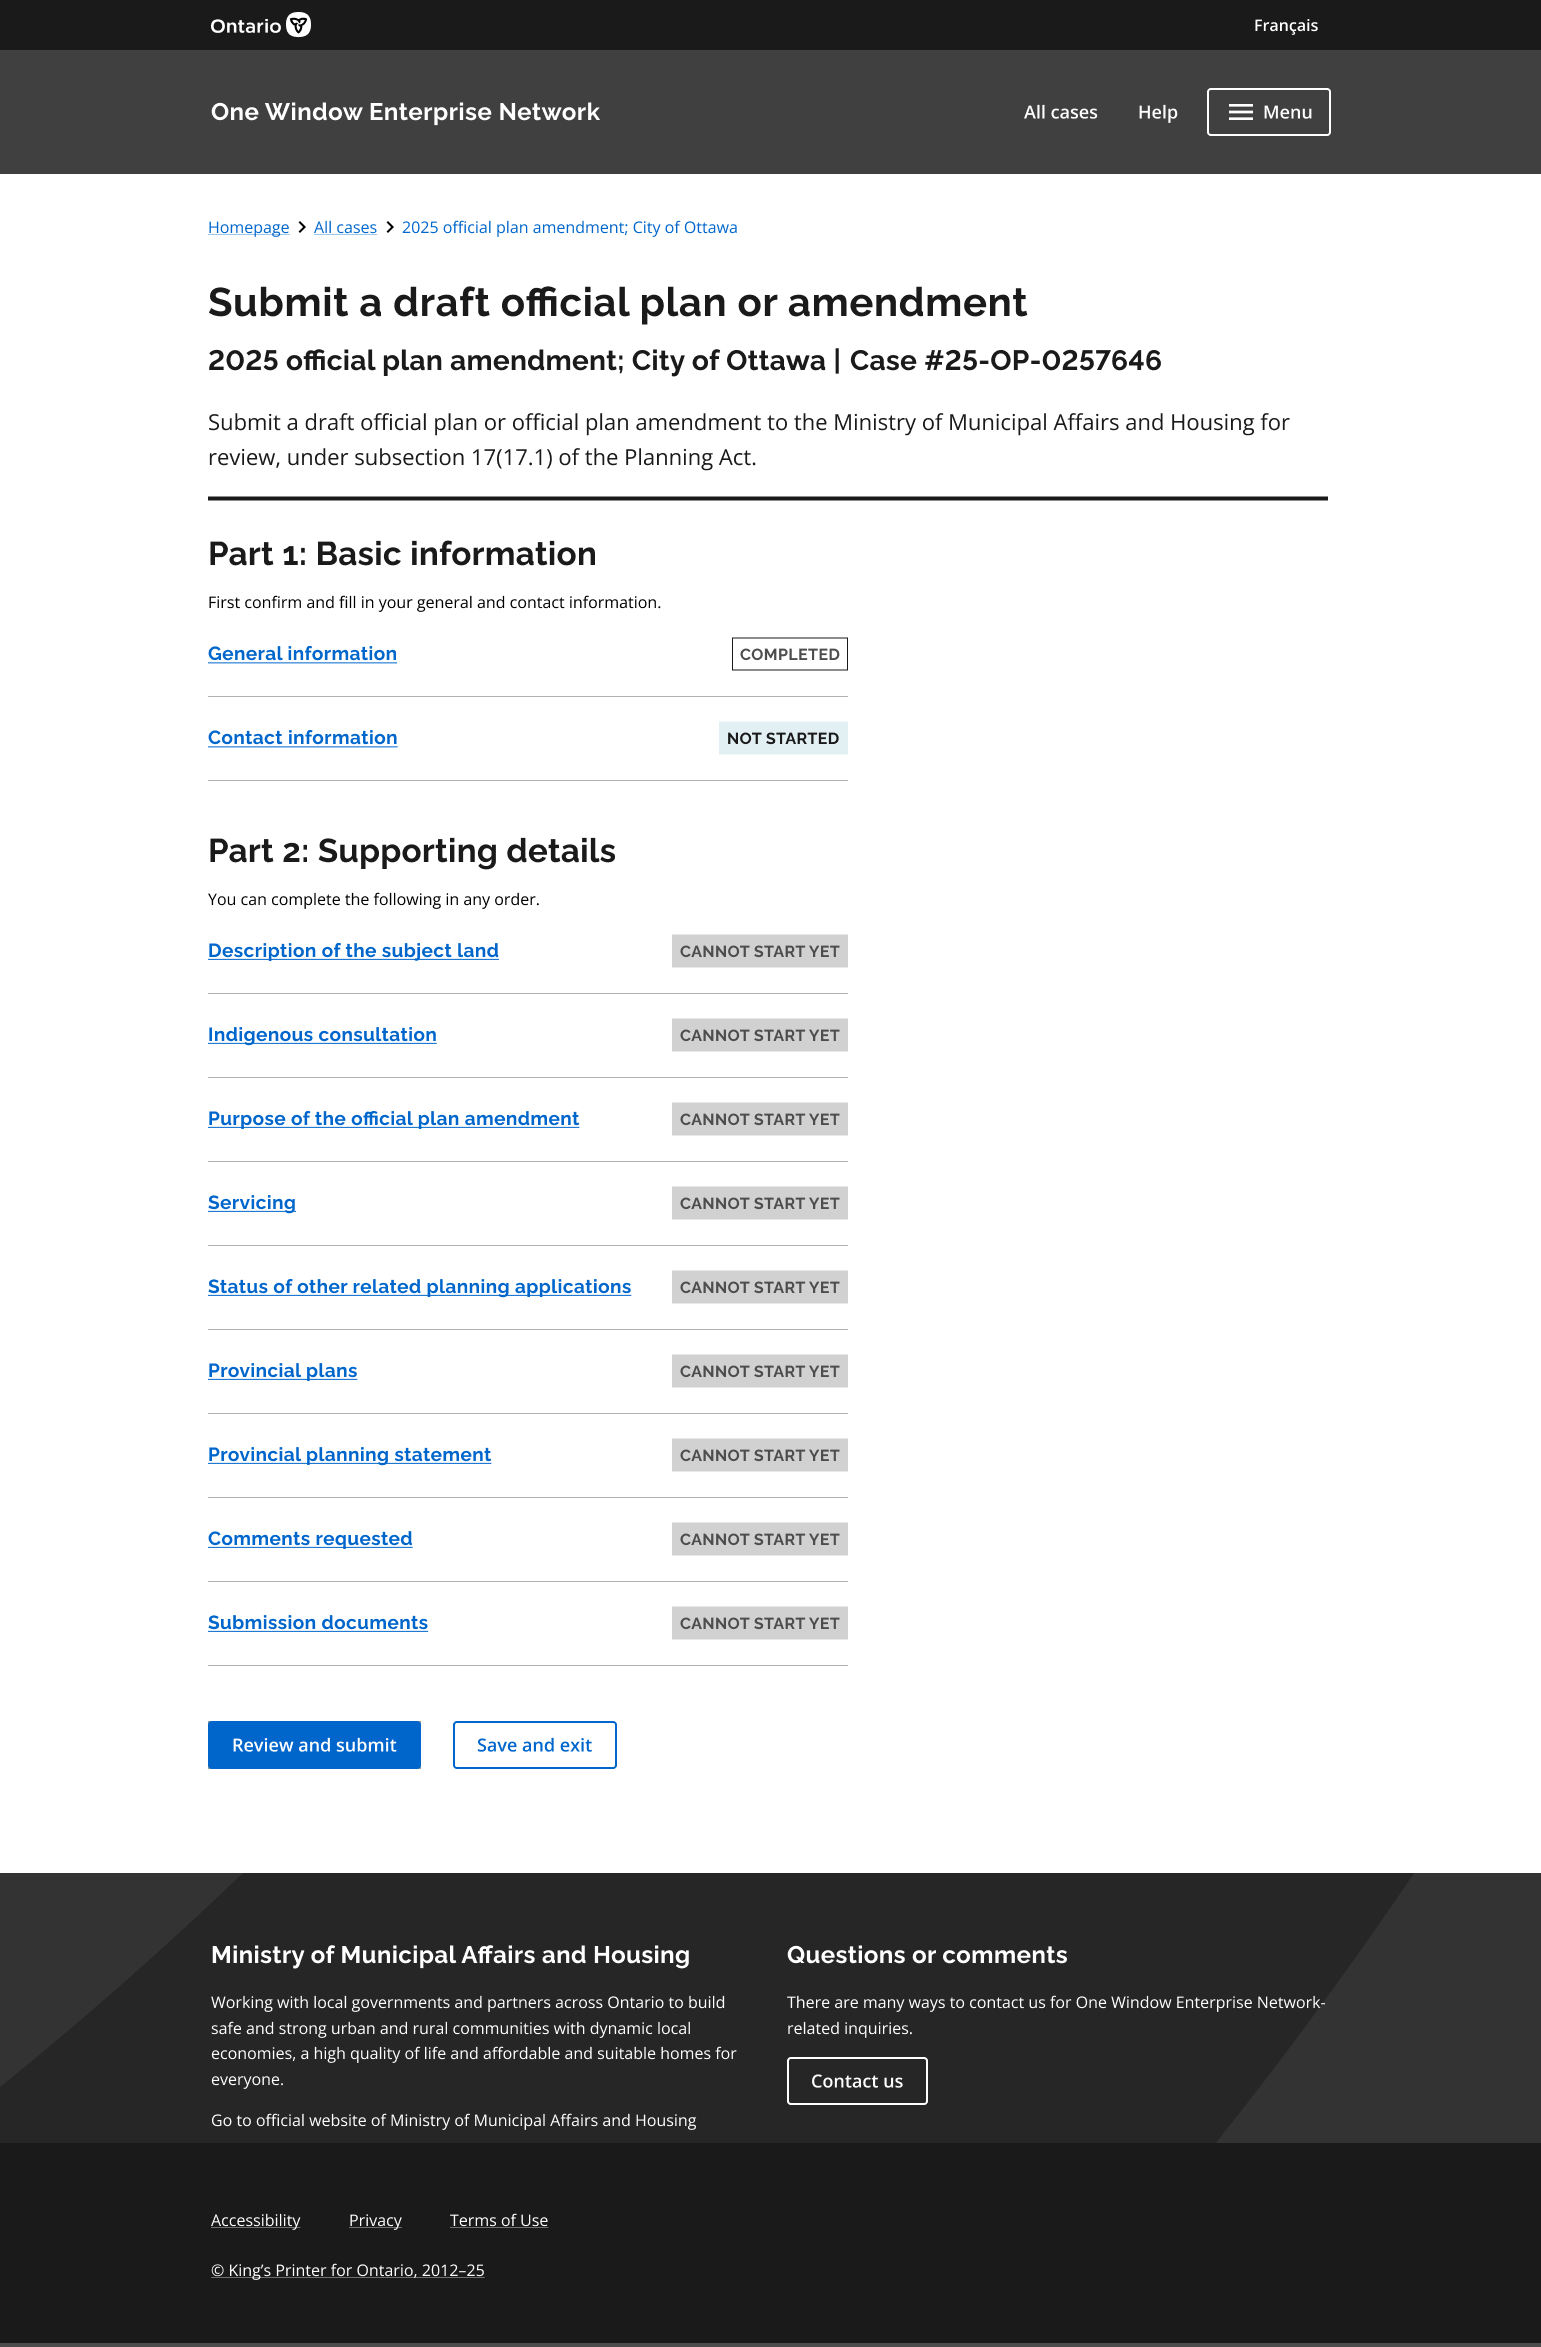 Ontario
Français
One Window Enterprise Network
All cases
Help
Menu
Homepage
All cases
2025 official plan amendment; City of Ottawa
Submit a draft official plan or amendment
2025 official plan amendment; City of Ottawa | Case #25-OP-0257646
Submit a draft official plan or official plan amendment to the Ministry of Municipal Affairs and Housing for
review, under subsection 17(17.1) of the Planning Act.
Part 1: Basic information
First confirm and fill in your general and contact information.
General information
COMPLETED
Contact information
NOT STARTED
Part 2: Supporting details
You can complete the following in any order.
Description of the subject land
CANNOT START YET
Indigenous consultation
CANNOT START YET
Purpose of the official plan amendment
CANNOT START YET
Servicing
CANNOT START YET
Status of other related planning applications
CANNOT START YET
Provincial plans
CANNOT START YET
Provincial planning statement
CANNOT START YET
Comments requested
CANNOT START YET
Submission documents
CANNOT START YET
Review and submit
Save and exit
Ministry of Municipal Affairs and Housing
Working with local governments and partners across Ontario to build
safe and strong urban and rural communities with dynamic local
economies, a high quality of life and affordable and suitable homes for
everyone.
Go to official website of Ministry of Municipal Affairs and Housing
Questions or comments
There are many ways to contact us for One Window Enterprise Network-
related inquiries.
Contact us
Accessibility
Privacy
Terms of Use
© King’s Printer for Ontario, 2012–25